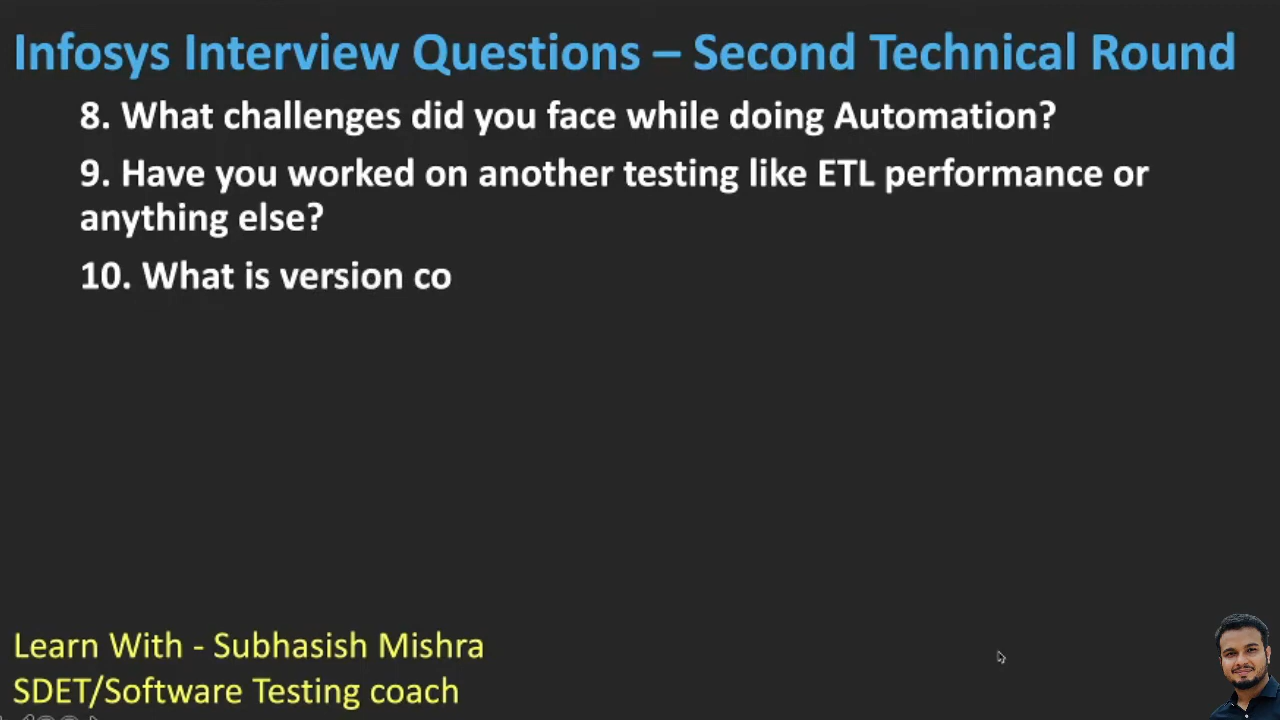 Infosys Interview Questions – Second Technical Round
8. What challenges did you face while doing Automation?
9. Have you worked on another testing like ETL performance or
anything else?
10. What is version co
Learn With - Subhasish Mishra
SDET/Software Testing coach